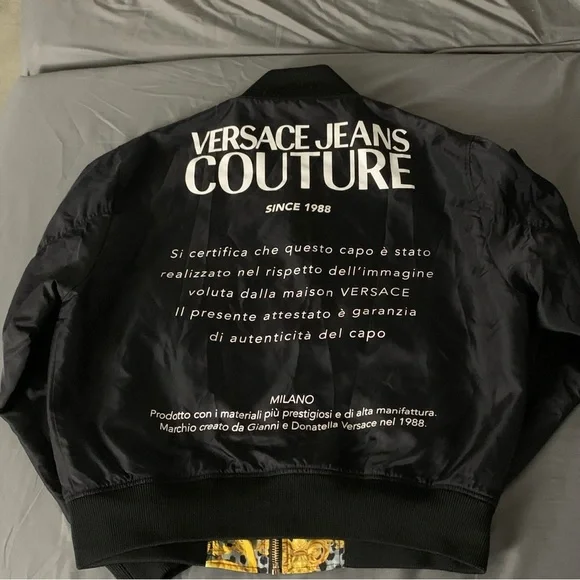 VERSACE JEANS
COUTURE
SINCE 1988
Si certifica che questo capo è stato
realizzato nel rispetto dell'immagine
voluta dalla maison VERSACE
Il presente attestato è garanzia
di autenticità del capo
MILANO
Prodotto con i materiali più prestigiosi e di alta manifattura.
Marchio creato da Gianni e Donatella Versace nel 1988.